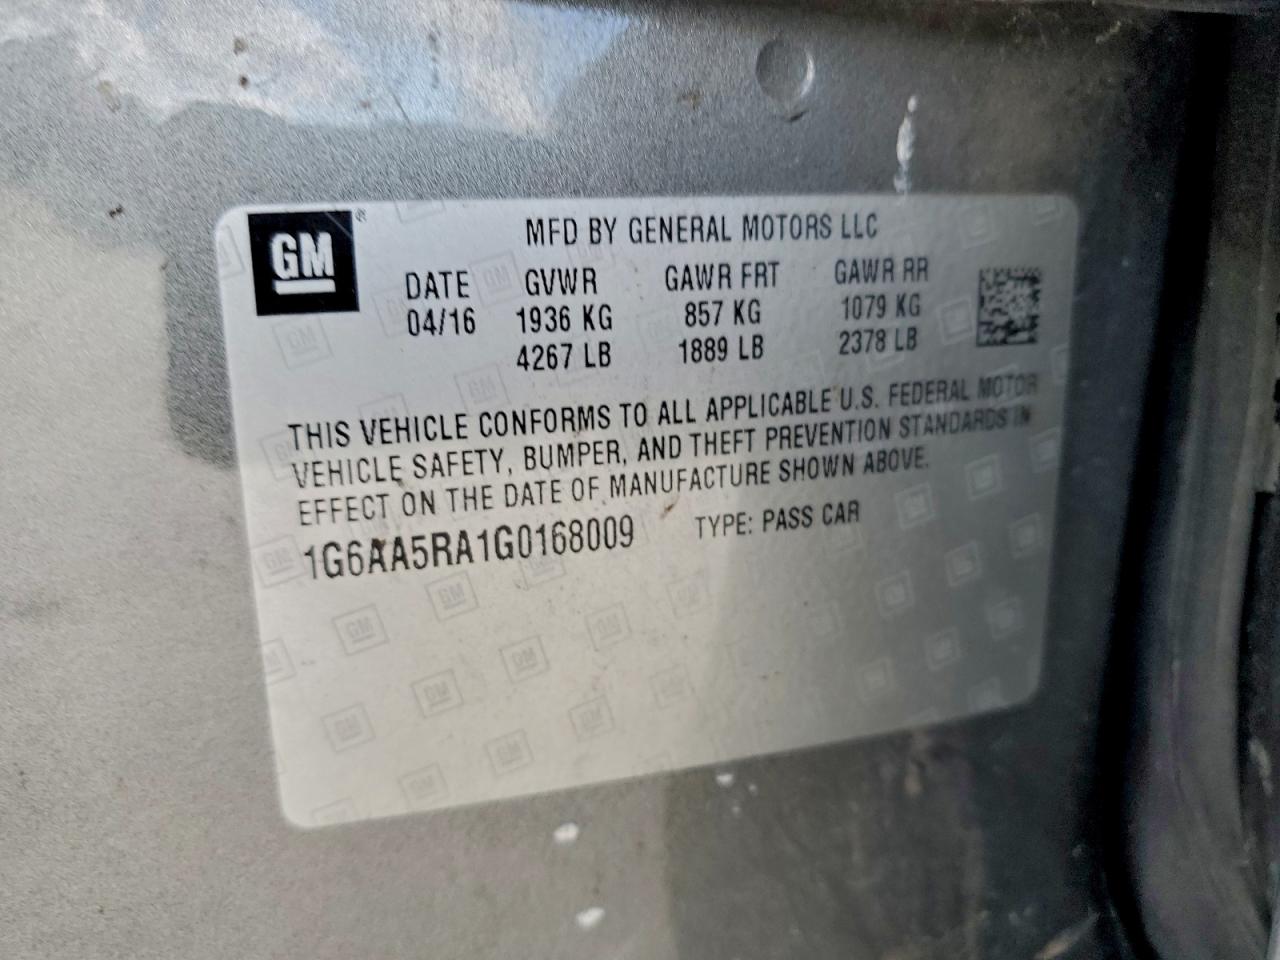 GM®
MFD BY GENERAL MOTORS LLC
DATE GVWR GAWR FRT GAWR RR
04/16 1936 KG 857 KG 1079 KG
4267 LB 1889 LB 2378 LB
THIS VEHICLE CONFORMS TO ALL APPLICABLE U.S. FEDERAL MOTOR
VEHICLE SAFETY, BUMPER, AND THEFT PREVENTION STANDARDS IN
EFFECT ON THE DATE OF MANUFACTURE SHOWN ABOVE.
1G6AA5RA1G0168009 TYPE: PASS CAR